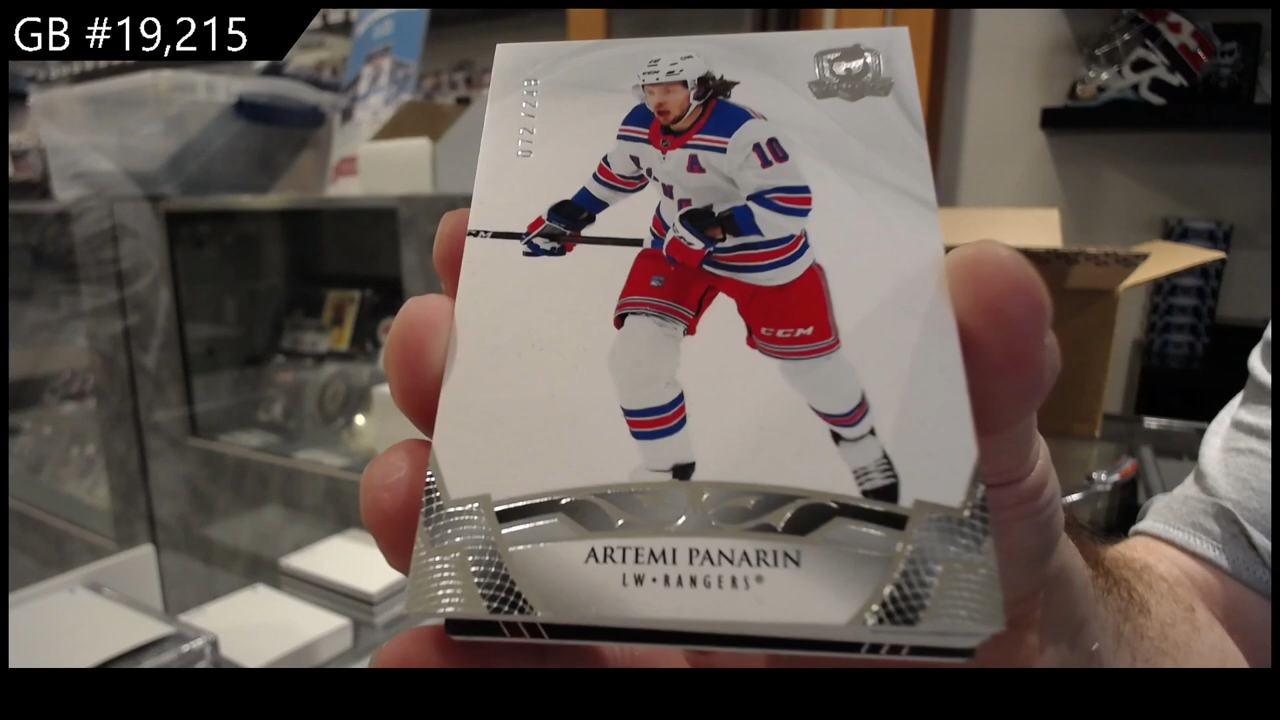 GB #19,215
072/249
10
A
CCM
ARTEMI PANARIN
LW•RANGERS®